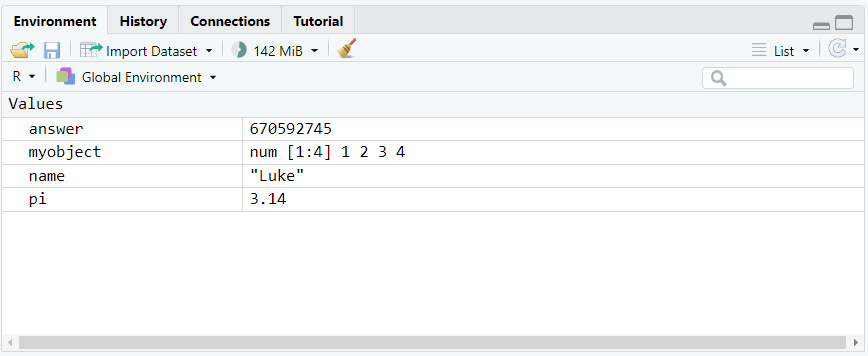 Environment History Connections Tutorial
Import Dataset 142 MiB List
R Global Environment
Values
answer 670592745
myobject num [1:4] 1 2 3 4
name "Luke"
pi 3.14